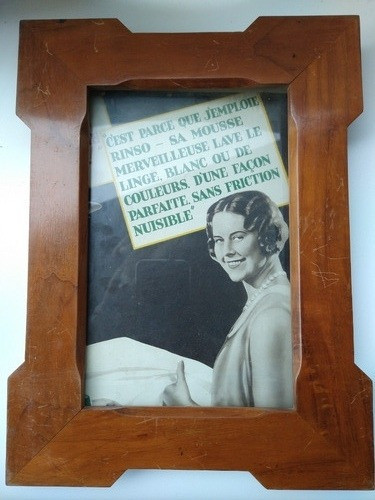 "C'EST PARCE QUE J'EMPLOIE
RINSO – SA MOUSSE
MERVEILLEUSE LAVE LE
LINGE, BLANC OU DE
COULEURS, D'UNE FAÇON
PARFAITE, SANS FRICTION
NUISIBLE"